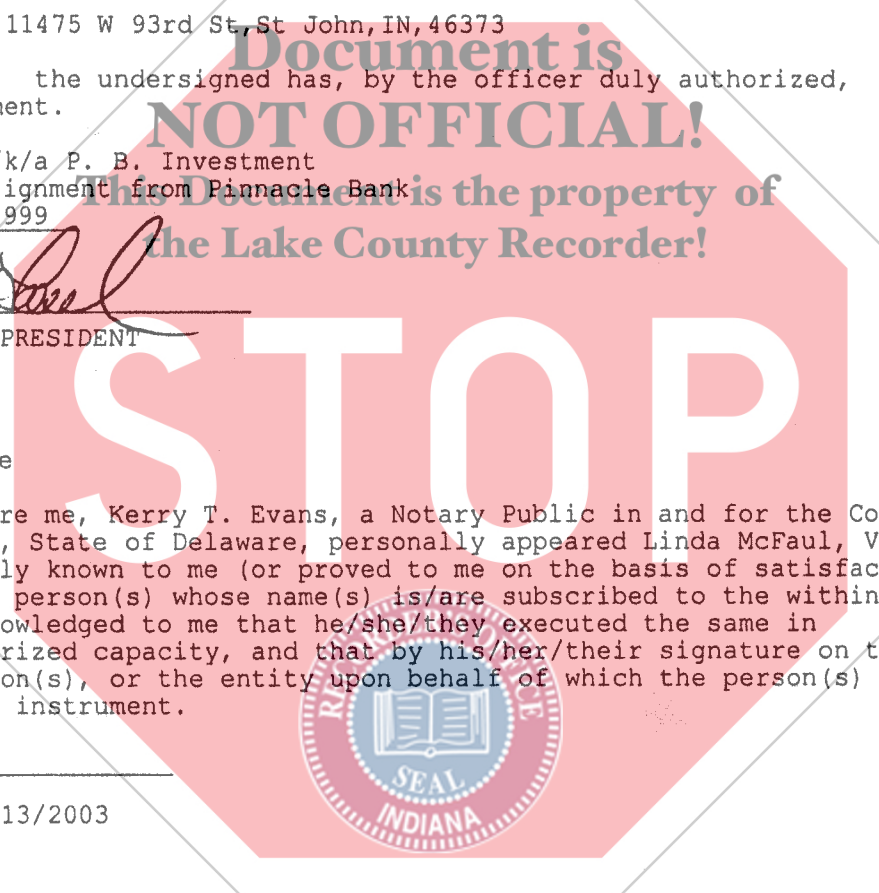 11475 W 93rd St,St John,IN,46373
Document is
the undersigned has, by the officer duly authorized,
ment.
NOT OFFICIAL!
/k/a P. B. Investment
ignment from Pinnacle Bank
This Document is the property of
999
the Lake County Recorder!
PRESIDENT
STOP
e
re me, Kerry T. Evans, a Notary Public in and for the Co
, State of Delaware, personally appeared Linda McFaul, V
ly known to me (or proved to me on the basis of satisfac
person(s) whose name(s) is/are subscribed to the within
owledged to me that he/she/they executed the same in
rized capacity, and that by his/her/their signature on t
on(s), or the entity upon behalf of which the person(s)
instrument.
RECORDER'S OFFICE
SEAL
INDIANA
13/2003